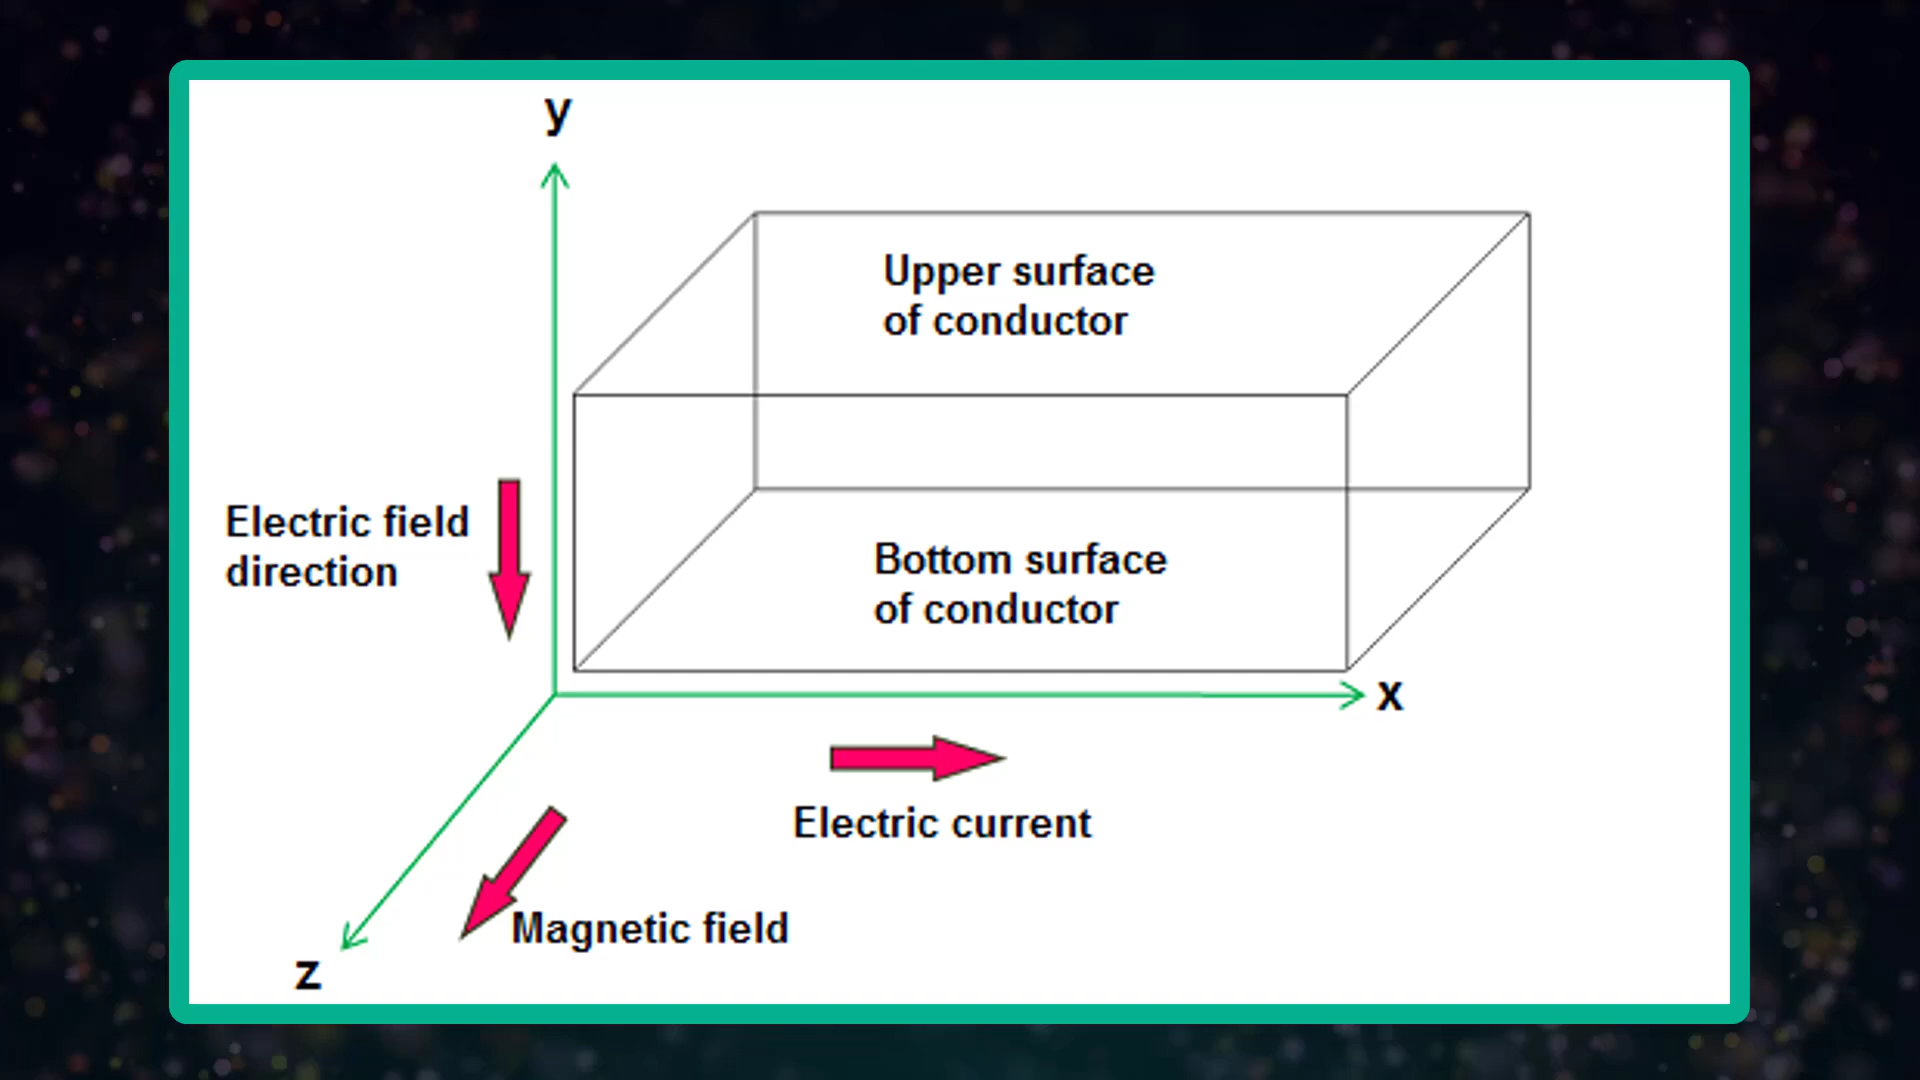 y
Upper surface
of conductor
Electric field
direction
Bottom surface
of conductor
x
Electric current
Magnetic field
z